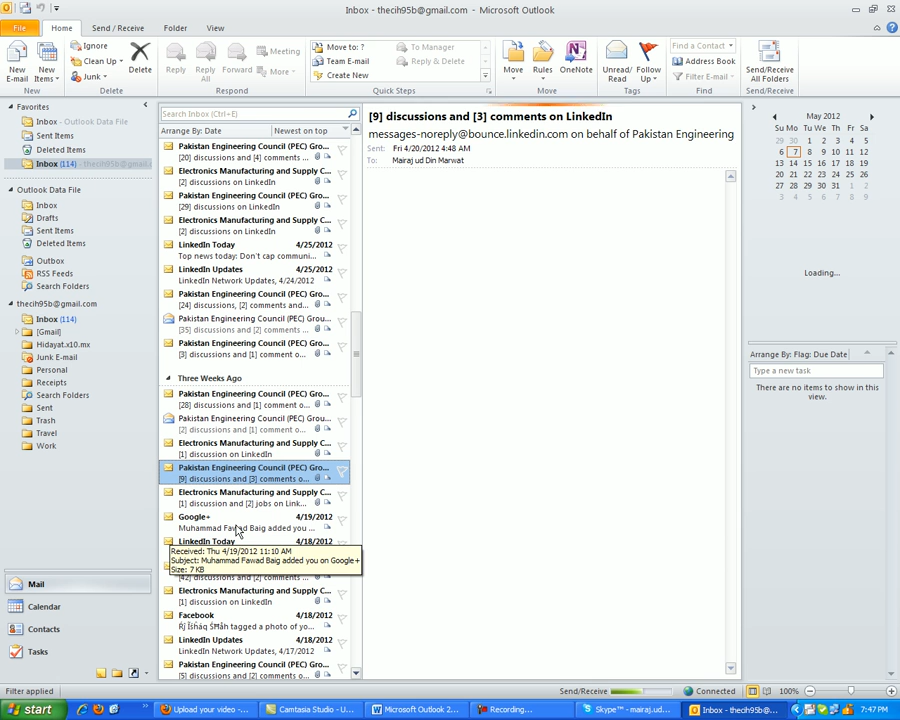 Inbox - thecih95b@gmail.com - Microsoft Outlook
File
Home
Send / Receive
Folder
View
New E-mail
New Items
New
Ignore
Clean Up
Junk
Delete
Delete
Reply
Reply All
Forward
Meeting
More
Respond
Move to: ?
Team E-mail
Create New
To Manager
Reply & Delete
Quick Steps
Move
Rules
OneNote
Move
Unread/ Read
Follow Up
Tags
Find a Contact
Address Book
Filter E-mail
Find
Send/Receive All Folders
Send/Receive
Favorites
Inbox - Outlook Data File
Sent Items
Deleted Items
Inbox (114) - thecih95b@gmail.c
Outlook Data File
Inbox
Drafts
Sent Items
Deleted Items
Outbox
RSS Feeds
Search Folders
thecih95b@gmail.com
Inbox (114)
[Gmail]
Hidayat.x10.mx
Junk E-mail
Personal
Receipts
Search Folders
Sent
Trash
Travel
Work
Mail
Calendar
Contacts
Tasks
Search Inbox (Ctrl+E)
Arrange By: Date
Newest on top
Pakistan Engineering Council (PEC) Gro...
[20] discussions and [4] comments ...
Electronics Manufacturing and Supply C...
[2] discussions on LinkedIn
Pakistan Engineering Council (PEC) Gro...
[29] discussions on LinkedIn
Electronics Manufacturing and Supply C...
[2] discussions on LinkedIn
LinkedIn Today 4/25/2012
Top news today: Don't cap communi...
LinkedIn Updates 4/25/2012
LinkedIn Network Updates, 4/24/2012
Pakistan Engineering Council (PEC) Gro...
[24] discussions, [2] comments and...
Pakistan Engineering Council (PEC) Grou...
[35] discussions and [2] comments ...
Pakistan Engineering Council (PEC) Gro...
[3] discussions and [1] comment o...
Three Weeks Ago
Pakistan Engineering Council (PEC) Gro...
[28] discussions and [1] comment o...
Pakistan Engineering Council (PEC) Grou...
[2] discussions and [1] comment on...
Electronics Manufacturing and Supply C...
[1] discussion on LinkedIn
Pakistan Engineering Council (PEC) Gro...
[9] discussions and [3] comments o...
Electronics Manufacturing and Supply C...
[1] discussion and [2] jobs on Link...
Google+ 4/19/2012
Muhammad Fawad Baig added you ...
LinkedIn Today 4/18/2012
Received: Thu 4/19/2012 11:10 AM
Subject: Muhammad Fawad Baig added you on Google+
Size: 7 KB
[42] discussions and [2] comments ...
Electronics Manufacturing and Supply C...
[1] discussion on LinkedIn
Facebook 4/18/2012
tagged a photo of yo...
LinkedIn Updates 4/18/2012
LinkedIn Network Updates, 4/17/2012
Pakistan Engineering Council (PEC) Gro...
[5] discussions and [2] comments o...
[9] discussions and [3] comments on LinkedIn
messages-noreply@bounce.linkedin.com on behalf of Pakistan Engineering
Sent: Fri 4/20/2012 4:48 AM
To: Mairaj ud Din Marwat
May 2012
Su Mo Tu We Th Fr Sa
29 30 1 2 3 4 5
6 7 8 9 10 11 12
13 14 15 16 17 18 19
20 21 22 23 24 25 26
27 28 29 30 31 1 2
3 4 5 6 7 8 9
Loading...
Arrange By: Flag: Due Date
Type a new task
There are no items to show in this view.
Filter applied
Send/Receive
Connected
100%
start
Upload your video -...
Camtasia Studio - U...
Microsoft Outlook 2...
Recording...
Skype™ - mairaj.ud...
Inbox - thecih95b@...
7:47 PM